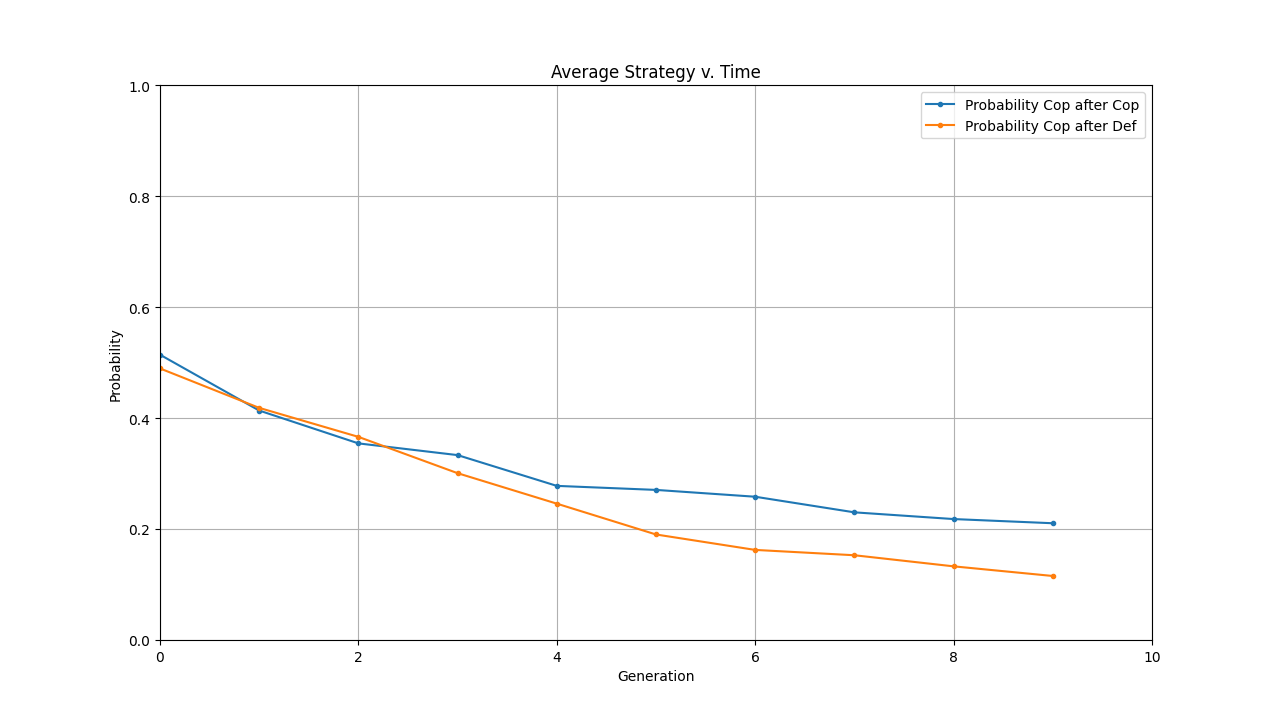 Average Strategy v. Time
Probability Cop after Cop
Probability Cop after Def
1.0
0.8
0.6
0.4
0.2
0.0
Probability
0 2 4 6 8 10
Generation